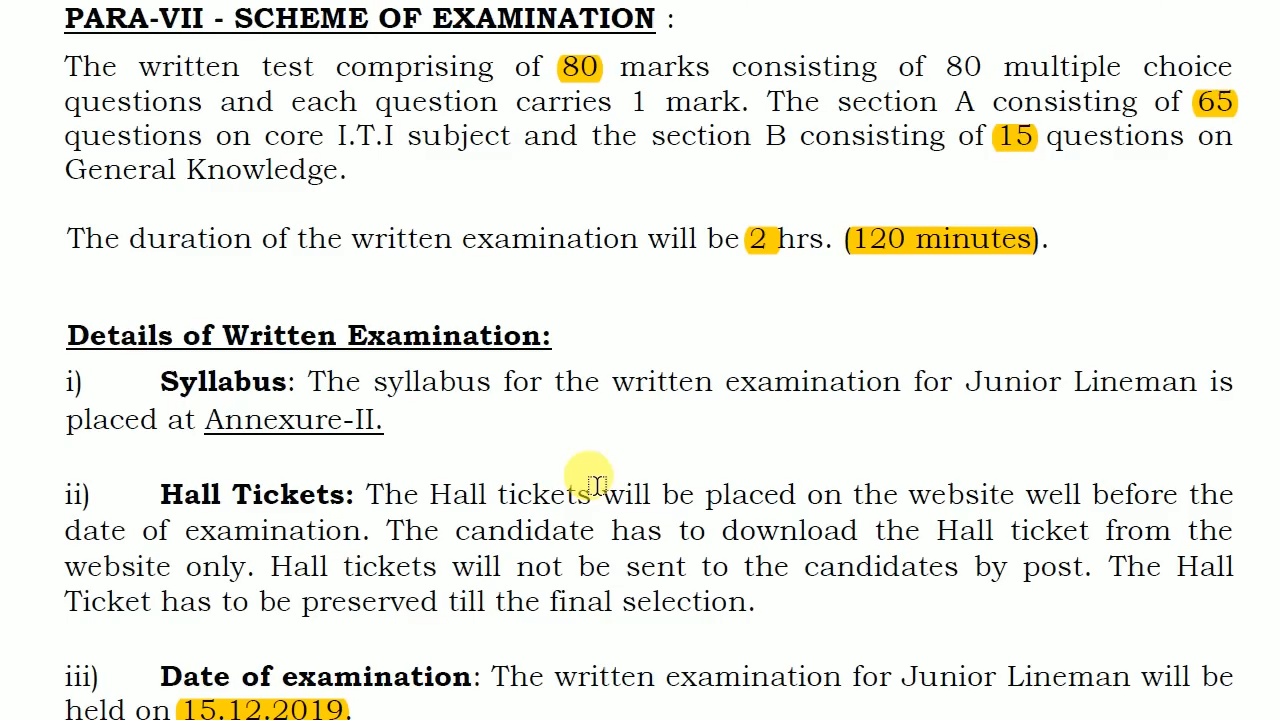 PARA-VII - SCHEME OF EXAMINATION :
The written test comprising of 80 marks consisting of 80 multiple choice
questions and each question carries 1 mark. The section A consisting of 65
questions on core I.T.I subject and the section B consisting of 15 questions on
General Knowledge.
The duration of the written examination will be 2 hrs. (120 minutes).
Details of Written Examination:
i) Syllabus: The syllabus for the written examination for Junior Lineman is
placed at Annexure-II.
ii) Hall Tickets: The Hall tickets will be placed on the website well before the
date of examination. The candidate has to download the Hall ticket from the
website only. Hall tickets will not be sent to the candidates by post. The Hall
Ticket has to be preserved till the final selection.
iii) Date of examination: The written examination for Junior Lineman will be
held on 15.12.2019.